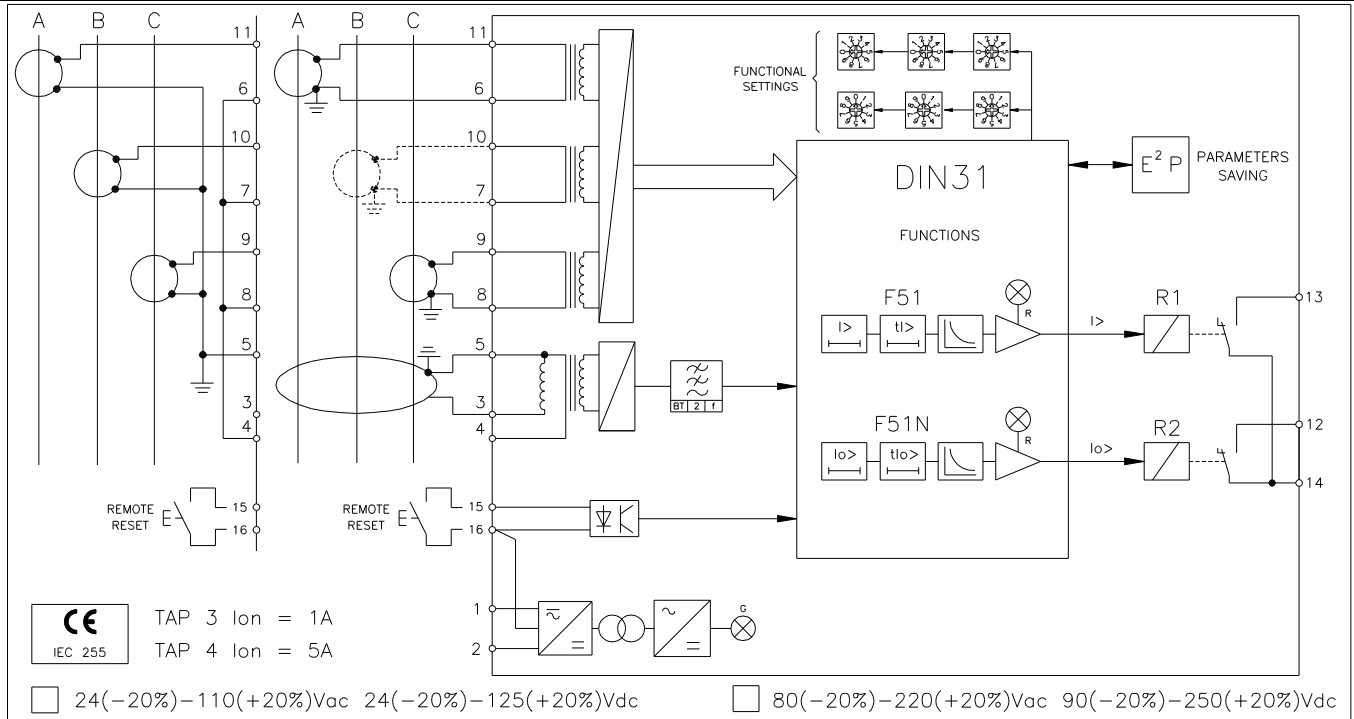 A B C
A B C
11
6
10
7
9
8
5
3
4
11
6
10
7
9
8
5
3
4
FUNCTIONAL
SETTINGS
DIN31
FUNCTIONS
E² P
PARAMETERS
SAVING
F51
I> tI>
R
I>
R1
13
F51N
Io> tIo>
R
Io>
R2
12
14
BT 2 f
REMOTE
RESET
E
15
16
REMOTE
RESET
E
15
16
1
2
G
CE
IEC 255
TAP 3 Ion = 1A
TAP 4 Ion = 5A
24(-20%)-110(+20%)Vac 24(-20%)-125(+20%)Vdc
80(-20%)-220(+20%)Vac 90(-20%)-250(+20%)Vdc